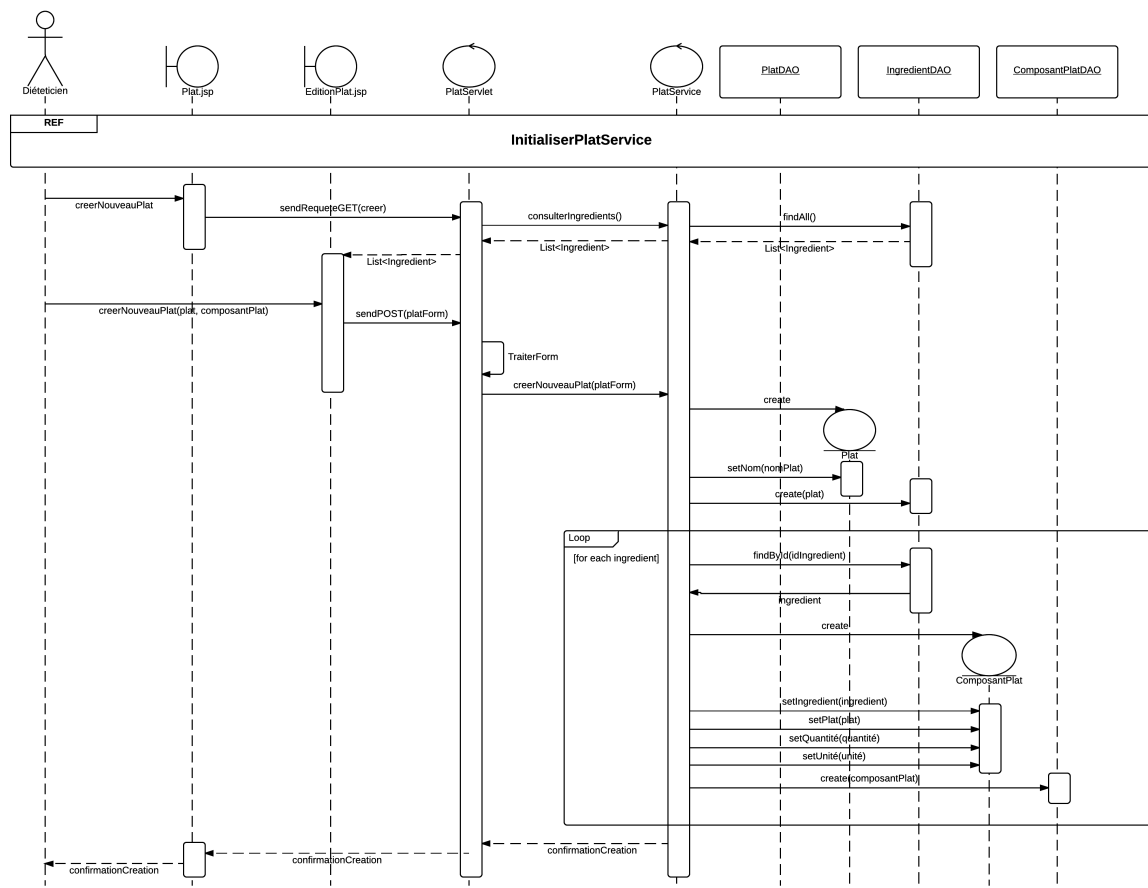 PlatDAO
IngredientDAO
ComposantPlatDAO
Diéteticien
Plat.jsp
EditionPlat.jsp
PlatServlet
PlatService
REF
InitialiserPlatService
creerNouveauPlat
sendRequeteGET(creer)
consulterIngredients()
findAll()
List<Ingredient>
List<Ingredient>
List<Ingredient>
creerNouveauPlat(plat, composantPlat)
sendPOST(platForm)
TraiterForm
creerNouveauPlat(platForm)
create
Plat
setNom(nomPlat)
create(plat)
Loop
[for each ingredient]
findById(idIngredient)
ingredient
create
ComposantPlat
setIngredient(ingredient)
setPlat(plat)
setQuantité(quantité)
setUnité(unité)
create(composantPlat)
confirmationCreation
confirmationCreation
confirmationCreation